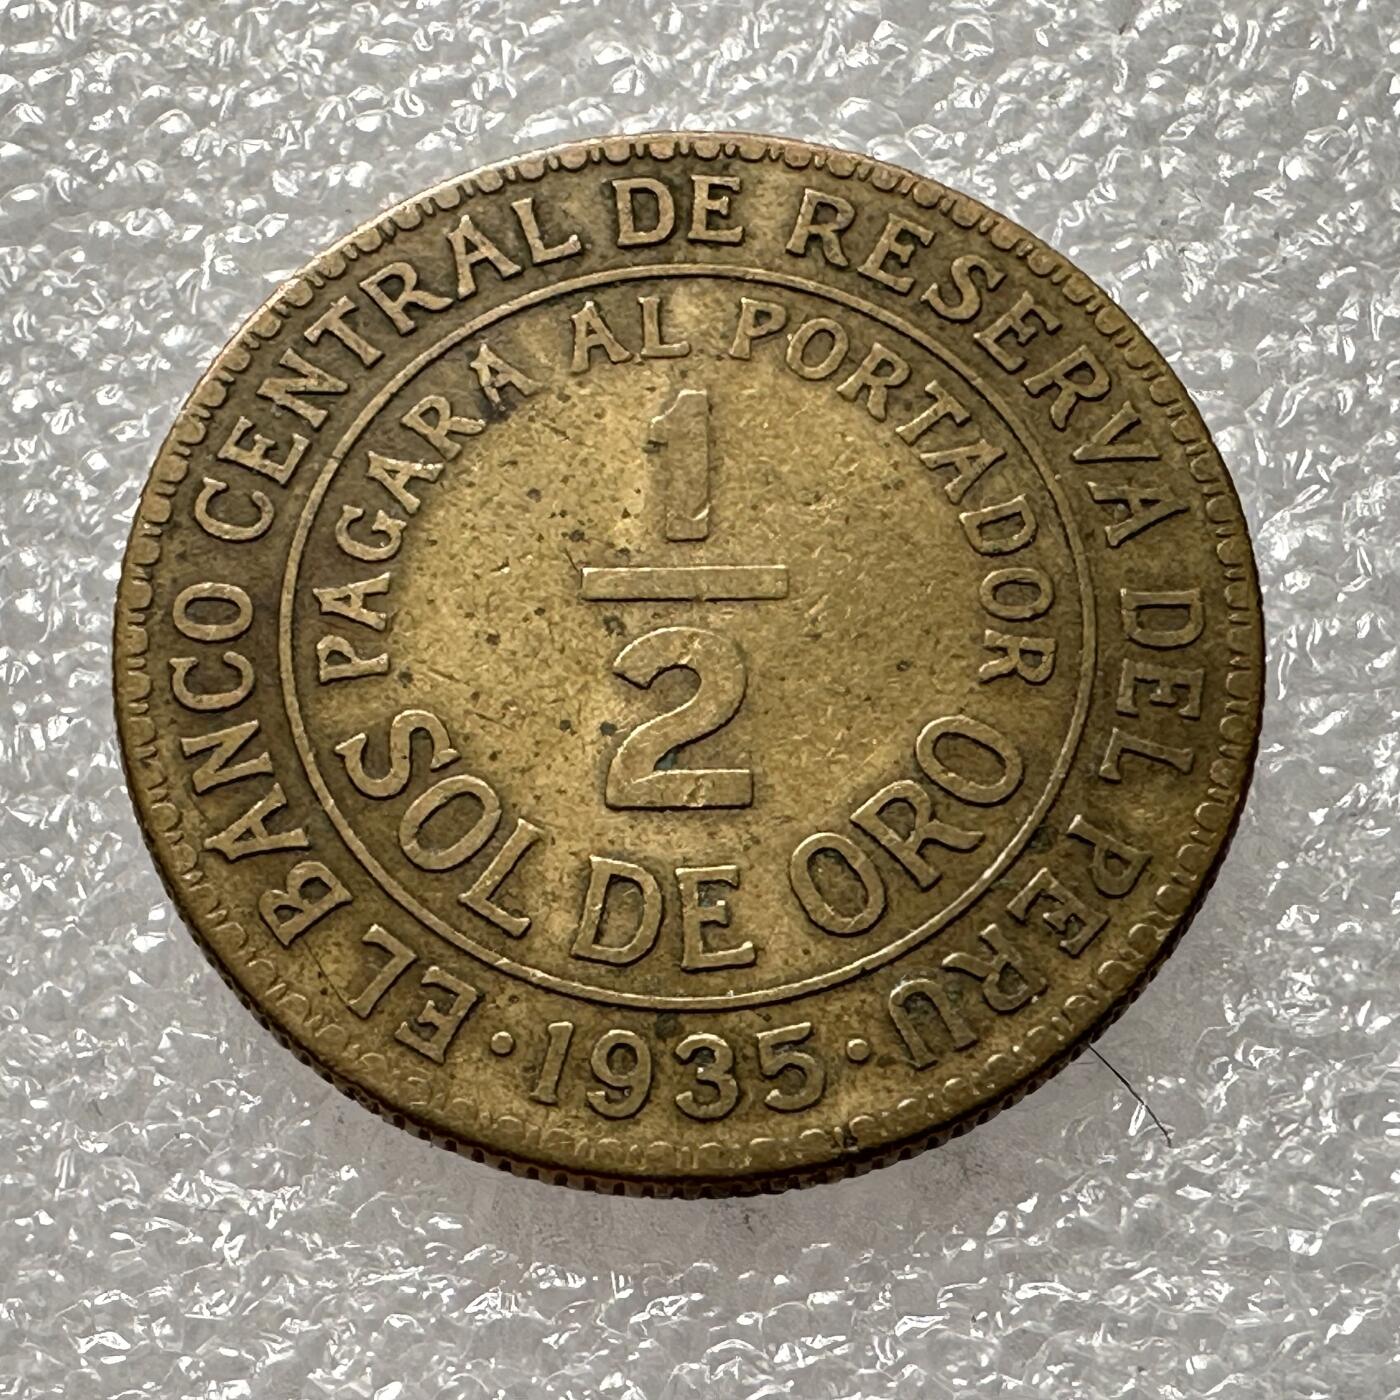 EL BANCO CENTRAL DE RESERVA DEL PERU
PAGARA AL PORTADOR
1
2
SOL DE ORO
· 1935 ·